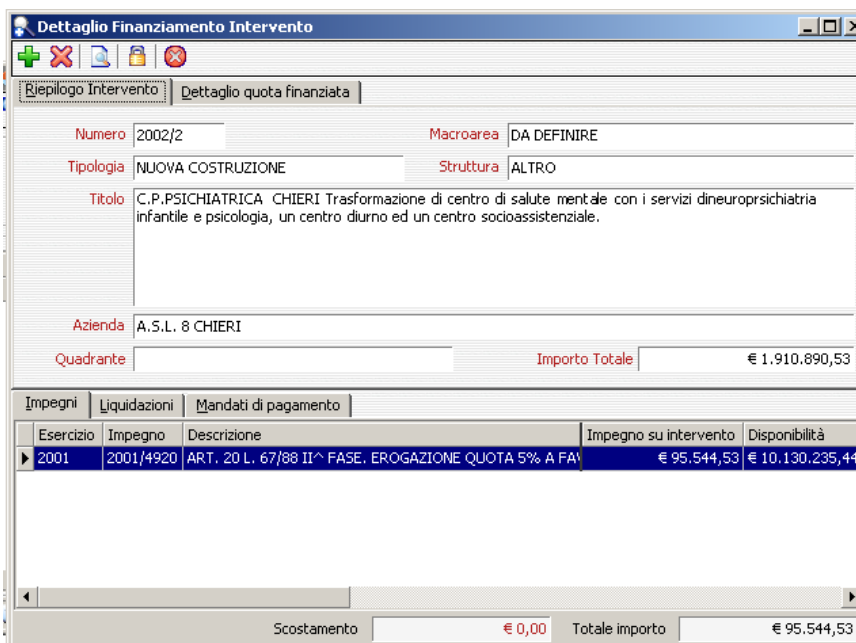 Dettaglio Finanziamento Intervento
Riepilogo Intervento Dettaglio quota finanziata
Numero 2002/2 Macroarea DA DEFINIRE
Tipologia NUOVA COSTRUZIONE Struttura ALTRO
Titolo C.P.PSICHIATRICA CHIERI Trasformazione di centro di salute mentale con i servizi dineuroprsichiatria
infantile e psicologia, un centro diurno ed un centro socioassistenziale.
Azienda A.S.L. 8 CHIERI
Quadrante Importo Totale € 1.910.890,53
Impegni Liquidazioni Mandati di pagamento
Esercizio Impegno Descrizione Impegno su intervento Disponibilità
2001 2001/4920 ART. 20 L. 67/88 II^ FASE. EROGAZIONE QUOTA 5% A FAV € 95.544,53 € 10.130.235,44
Scostamento € 0,00 Totale importo € 95.544,53